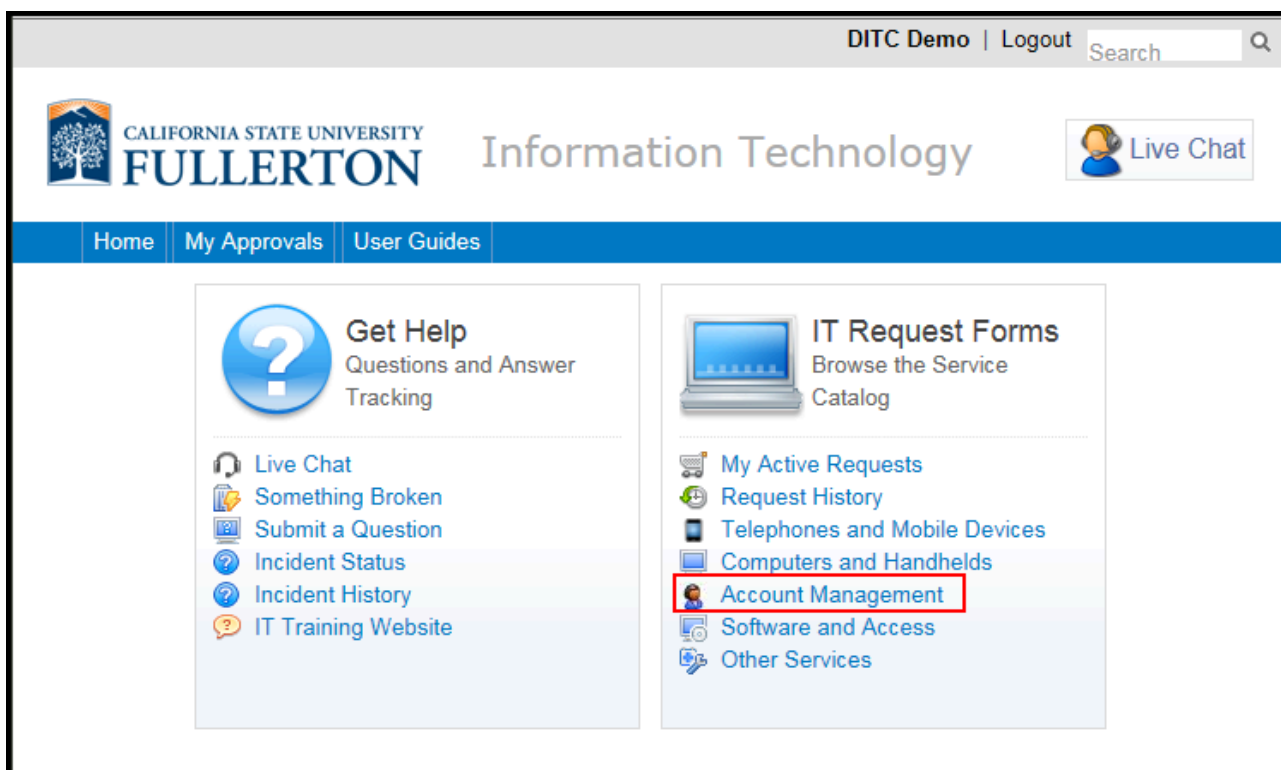 DITC Demo | Logout Search
CALIFORNIA STATE UNIVERSITY
FULLERTON
Information Technology
Live Chat
Home My Approvals User Guides
Get Help
Questions and Answer
Tracking
Live Chat
Something Broken
Submit a Question
Incident Status
Incident History
IT Training Website
IT Request Forms
Browse the Service
Catalog
My Active Requests
Request History
Telephones and Mobile Devices
Computers and Handhelds
Account Management
Software and Access
Other Services